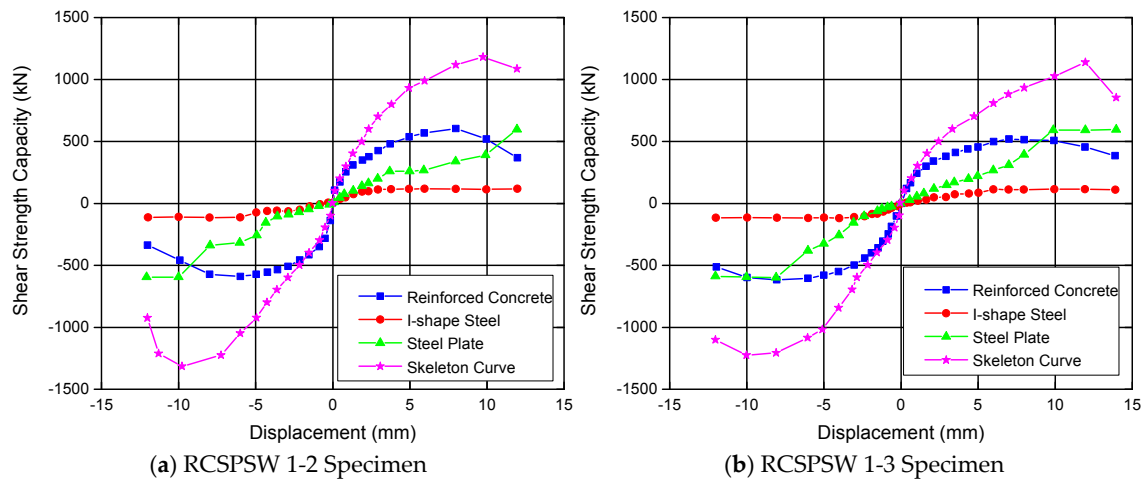 1500
1000
500
0
-500
-1000
-1500
Shear Strength Capacity (kN)
Reinforced Concrete
I-shape Steel
Steel Plate
Skeleton Curve
-15 -10 -5 0 5 10 15
Displacement (mm)
(a) RCSPSW 1-2 Specimen
1500
1000
500
0
-500
-1000
-1500
Shear Strength Capacity (kN)
Reinforced Concrete
I-shape Steel
Steel Plate
Skeleton Curve
-15 -10 -5 0 5 10 15
Displacement (mm)
(b) RCSPSW 1-3 Specimen